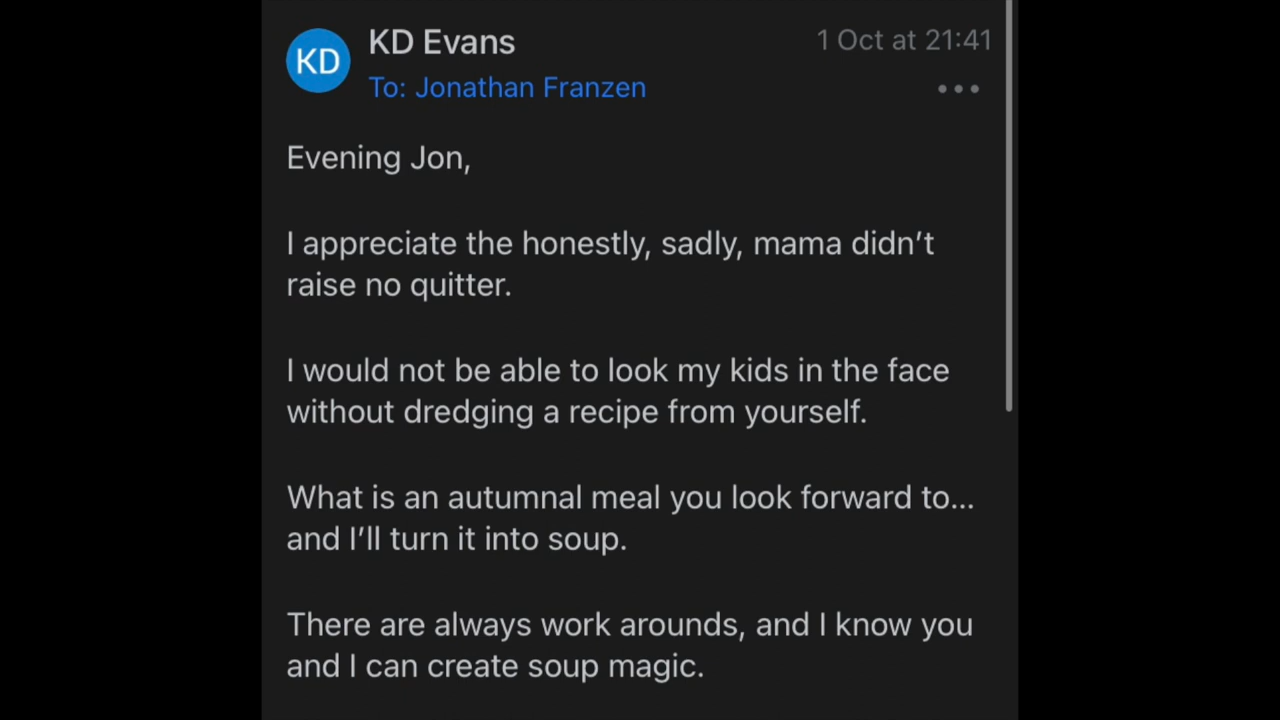 KD
KD Evans
1 Oct at 21:41
To: Jonathan Franzen
Evening Jon,
I appreciate the honestly, sadly, mama didn’t
raise no quitter.
I would not be able to look my kids in the face
without dredging a recipe from yourself.
What is an autumnal meal you look forward to...
and I’ll turn it into soup.
There are always work arounds, and I know you
and I can create soup magic.